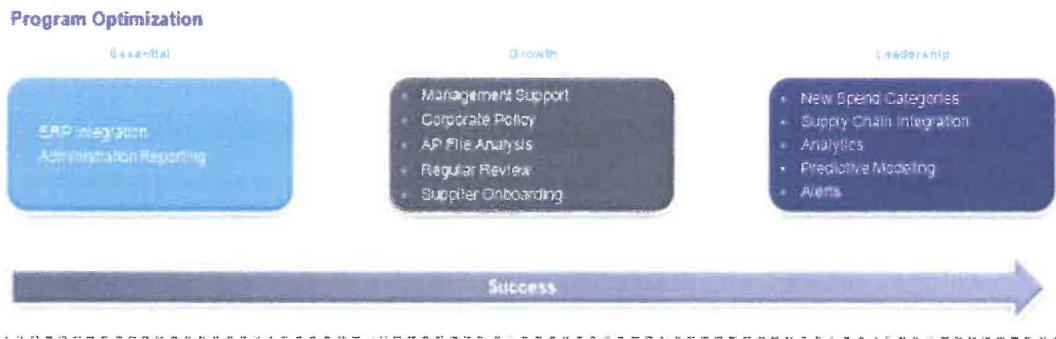 Program Optimization
Essential
Growth
Leadership
ERP Integration
Administration Reporting
Management Support
Corporate Policy
AP File Analysis
Regular Review
Supplier Onboarding
New Spend Categories
Supply Chain Integration
Analytics
Predictive Modeling
Alerts
Success